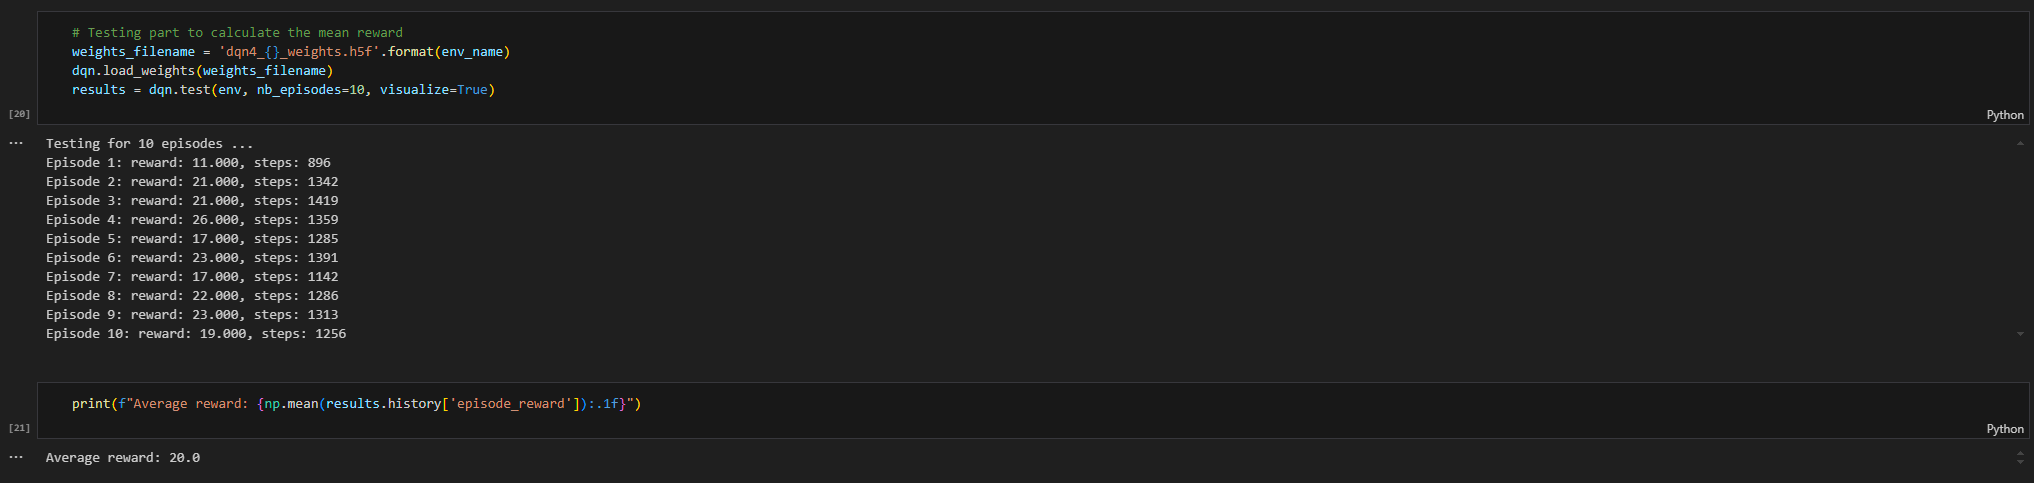 # Testing part to calculate the mean reward
weights_filename = 'dqn4_{}_weights.h5f'.format(env_name)
dqn.load_weights(weights_filename)
results = dqn.test(env, nb_episodes=10, visualize=True)
[20]
Python
Testing for 10 episodes ...
Episode 1: reward: 11.000, steps: 896
Episode 2: reward: 21.000, steps: 1342
Episode 3: reward: 21.000, steps: 1419
Episode 4: reward: 26.000, steps: 1359
Episode 5: reward: 17.000, steps: 1285
Episode 6: reward: 23.000, steps: 1391
Episode 7: reward: 17.000, steps: 1142
Episode 8: reward: 22.000, steps: 1286
Episode 9: reward: 23.000, steps: 1313
Episode 10: reward: 19.000, steps: 1256
print(f"Average reward: {np.mean(results.history['episode_reward']):.1f}")
[21]
Python
Average reward: 20.0